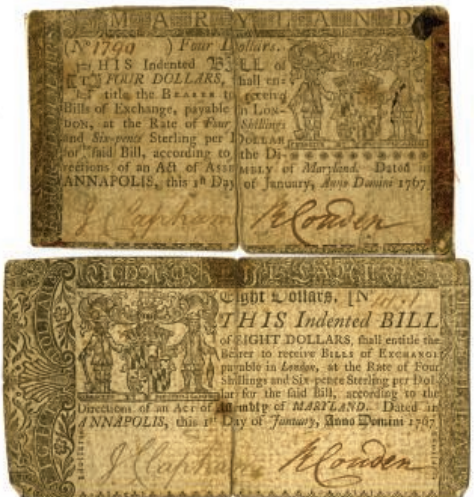 MARYLAND
(No 1790 ) Four Dollars.
THIS Indented BILL of
FOUR DOLLARS, shall en-
title the BEARER to receive
Bills of Exchange, payable in LON-
DON, at the Rate of Four Shillings
and Six-pence Sterling per DOLLAR
for said Bill, according to the Di-
rections of an Act of ASSEMBLY of Maryland. Dated in
ANNAPOLIS, this 1st Day of January, Anno Domini 1767
J Clapham R Couden
Eight Dollars, [N
THIS Indented BILL
of EIGHT DOLLARS, shall entitle the
Bearer to receive BILLS of EXCHANGE
payable in London, at the Rate of Four
Shillings and Six-pence Sterling per Dol-
lar for the said Bill, according to the
Directions of an Act of Assembly of MARYLAND. Dated in
ANNAPOLIS, this 1st Day of January, Anno Domini 1767
J Clapham R Couden